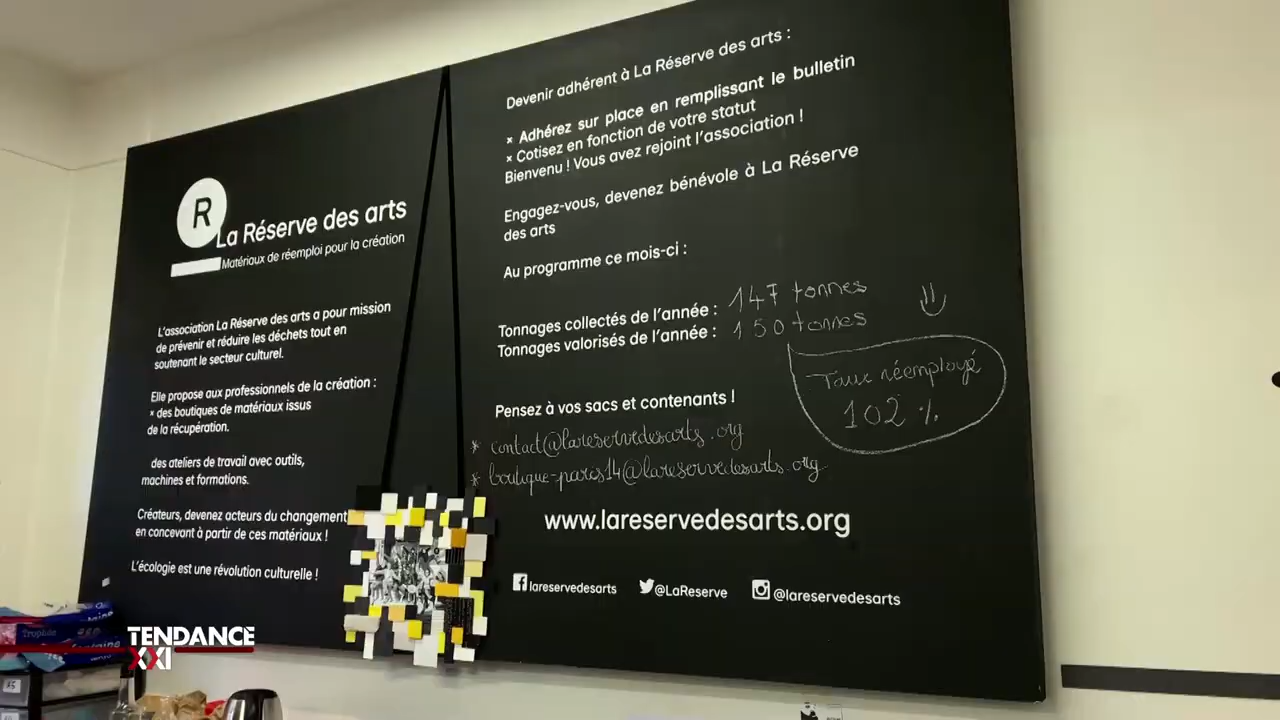 R
La Réserve des arts
Matériaux de réemploi pour la création
L'association La Réserve des arts a pour mission
de prévenir et réduire les déchets tout en
soutenant le secteur culturel.
Elle propose aux professionnels de la création :
× des boutiques de matériaux issus
de la récupération.
des ateliers de travail avec outils,
machines et formations.
Créateurs, devenez acteurs du changement
en concevant à partir de ces matériaux !
L'écologie est une révolution culturelle !
Devenir adhérent à La Réserve des arts :
× Adhérez sur place en remplissant le bulletin
× Cotisez en fonction de votre statut
Bienvenu ! Vous avez rejoint l'association !
Engagez-vous, devenez bénévole à La Réserve
des arts
Au programme ce mois-ci :
Tonnages collectés de l'année : 147 tonnes
Tonnages valorisés de l'année : 150 tonnes
Taux réemployé
102 %
Pensez à vos sacs et contenants !
* contact@lareservedesarts.org
* boutique-paris14@lareservedesarts.org
www.lareservedesarts.org
lareservedesarts @LaReserve @lareservedesarts
TENDANCE
XXI